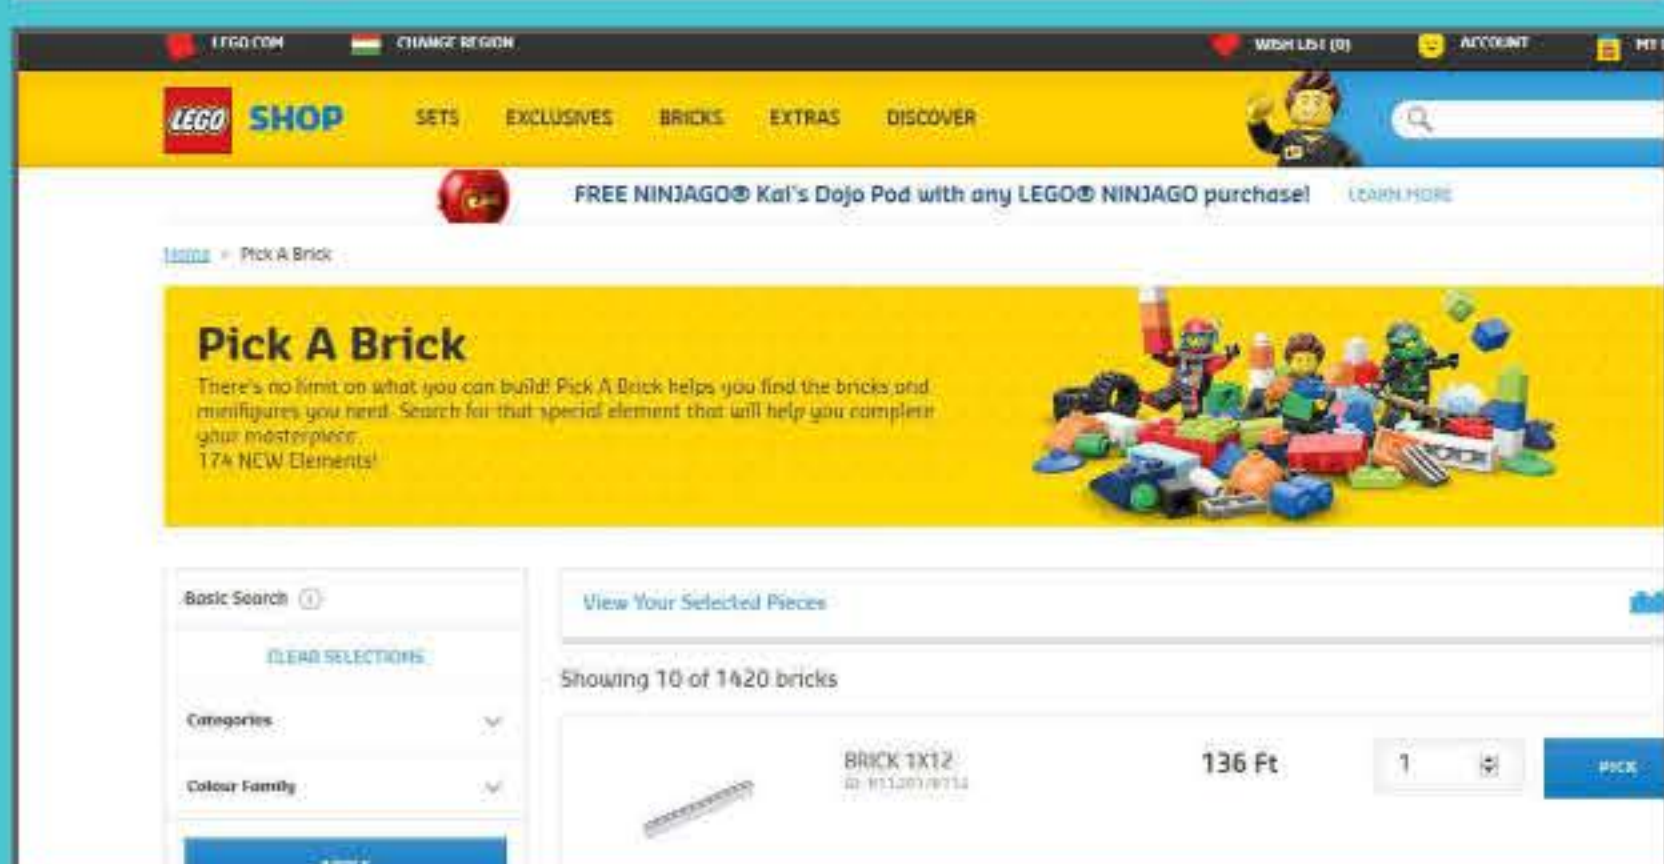 LEGO.COM
CHANGE REGION
WISH LIST (0)
ACCOUNT
LEGO
SHOP
SETS
EXCLUSIVES
BRICKS
EXTRAS
DISCOVER
FREE NINJAGO® Kai's Dojo Pod with any LEGO® NINJAGO purchase!
LEARN MORE
Home
Pick A Brick
Pick A Brick
There's no limit on what you can build! Pick A Brick helps you find the bricks and
minifigures you need. Search for that special element that will help you complete
your masterpiece.
174 NEW Elements!
Basic Search
View Your Selected Pieces
CLEAR SELECTIONS
Showing 10 of 1420 bricks
Categories
BRICK 1X12
136 Ft
1
PICK
Colour Family